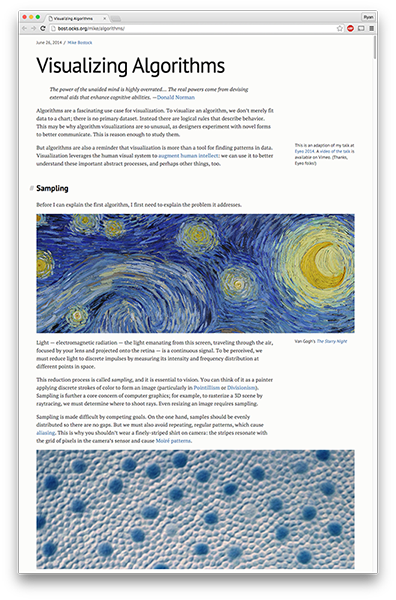 Visualizing Algorithms
Ryan
bost.ocks.org/mike/algorithms/
June 26, 2014 / Mike Bostock
Visualizing Algorithms
The power of the unaided mind is highly overrated… The real powers come from devising
external aids that enhance cognitive abilities. —Donald Norman
Algorithms are a fascinating use case for visualization. To visualize an algorithm, we don't merely fit
data to a chart; there is no primary dataset. Instead there are logical rules that describe behavior.
This may be why algorithm visualizations are so unusual, as designers experiment with novel forms
to better communicate. This is reason enough to study them.
But algorithms are also a reminder that visualization is more than a tool for finding patterns in data.
Visualization leverages the human visual system to augment human intellect: we can use it to better
understand these important abstract processes, and perhaps other things, too.
This is an adaption of my talk at
Eyeo 2014. A video of the talk is
available on Vimeo. (Thanks,
Eyeo folks!)
# Sampling
Before I can explain the first algorithm, I first need to explain the problem it addresses.
Light — electromagnetic radiation — the light emanating from this screen, traveling through the air,
focused by your lens and projected onto the retina — is a continuous signal. To be perceived, we
must reduce light to discrete impulses by measuring its intensity and frequency distribution at
different points in space.
Van Gogh's The Starry Night
This reduction process is called sampling, and it is essential to vision. You can think of it as a painter
applying discrete strokes of color to form an image (particularly in Pointillism or Divisionism).
Sampling is further a core concern of computer graphics; for example, to rasterize a 3D scene by
raytracing, we must determine where to shoot rays. Even resizing an image requires sampling.
Sampling is made difficult by competing goals. On the one hand, samples should be evenly
distributed so there are no gaps. But we must also avoid repeating, regular patterns, which cause
aliasing. This is why you shouldn't wear a finely-striped shirt on camera: the stripes resonate with
the grid of pixels in the camera's sensor and cause Moiré patterns.